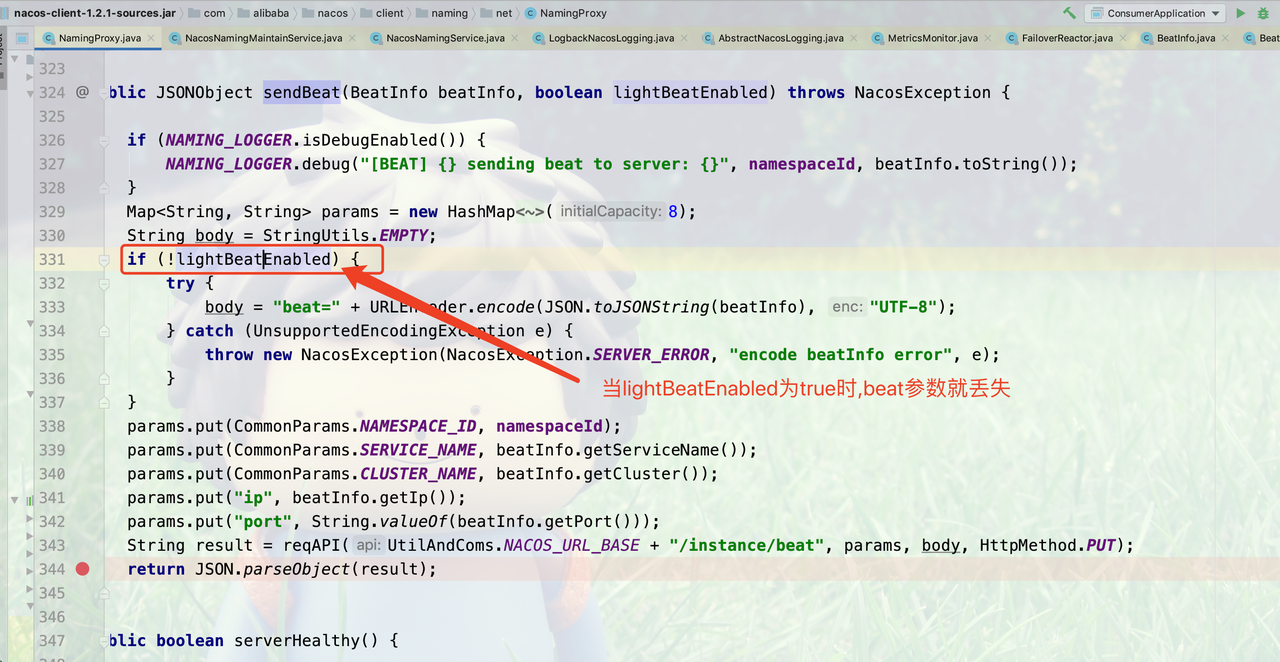 nacos-client-1.2.1-sources.jar com alibaba nacos client naming net NamingProxy ConsumerApplication
NamingProxy.java NacosNamingMaintainService.java NacosNamingService.java LogbackNacosLogging.java AbstractNacosLogging.java MetricsMonitor.java FailoverReactor.java BeatInfo.java Beat
323
324 @ blic JSONObject sendBeat(BeatInfo beatInfo, boolean lightBeatEnabled) throws NacosException {
325
326 if (NAMING_LOGGER.isDebugEnabled()) {
327 NAMING_LOGGER.debug("[BEAT] {} sending beat to server: {}", namespaceId, beatInfo.toString());
328 }
329 Map<String, String> params = new HashMap<~>( initialCapacity: 8);
330 String body = StringUtils.EMPTY;
331 if (!lightBeatEnabled) {
332 try {
333 body = "beat=" + URLEncoder.encode(JSON.toJSONString(beatInfo), enc: "UTF-8");
334 } catch (UnsupportedEncodingException e) {
335 throw new NacosException(NacosException.SERVER_ERROR, "encode beatInfo error", e);
336 }
当lightBeatEnabled为true时,beat参数就丢失
337 }
338 params.put(CommonParams.NAMESPACE_ID, namespaceId);
339 params.put(CommonParams.SERVICE_NAME, beatInfo.getServiceName());
340 params.put(CommonParams.CLUSTER_NAME, beatInfo.getCluster());
341 params.put("ip", beatInfo.getIp());
342 params.put("port", String.valueOf(beatInfo.getPort()));
343 String result = reqAPI( api: UtilAndComs.NACOS_URL_BASE + "/instance/beat", params, body, HttpMethod.PUT);
344 return JSON.parseObject(result);
345
346
347 blic boolean serverHealthy() {